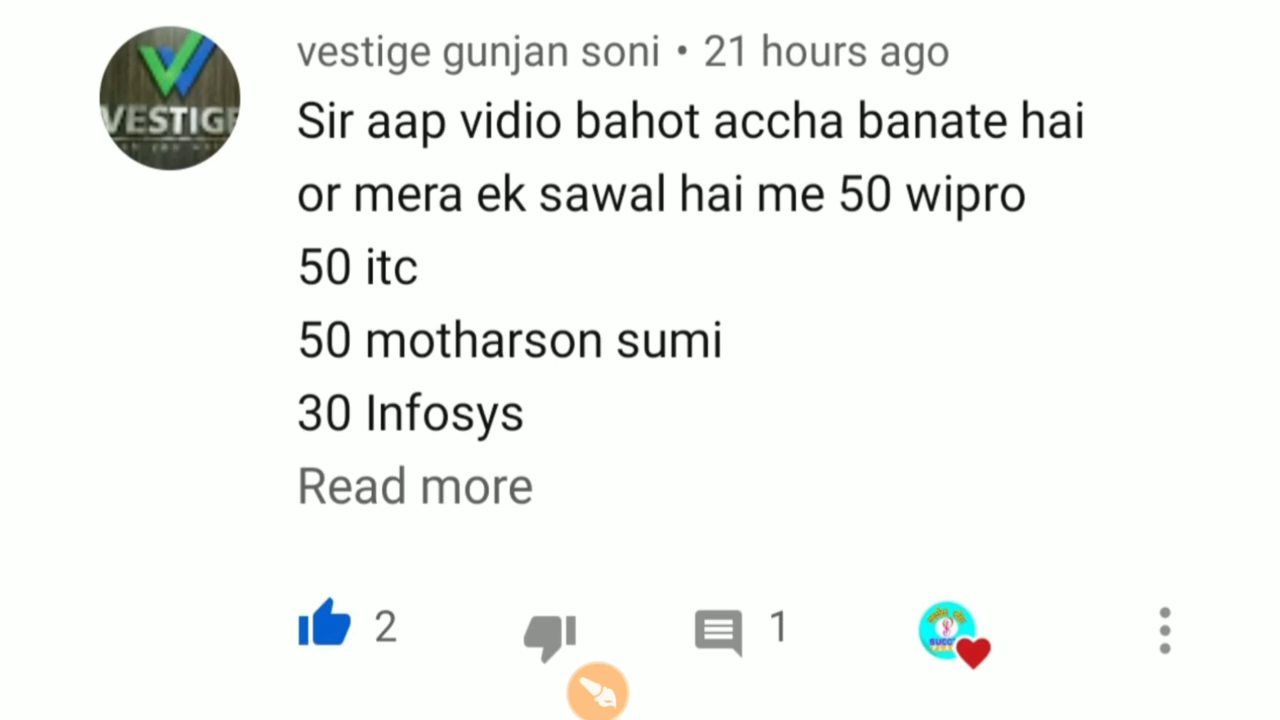 vestige gunjan soni • 21 hours ago
VESTIGE
Sir aap vidio bahot accha banate hai
or mera ek sawal hai me 50 wipro
50 itc
50 motharson sumi
30 Infosys
Read more
2
1